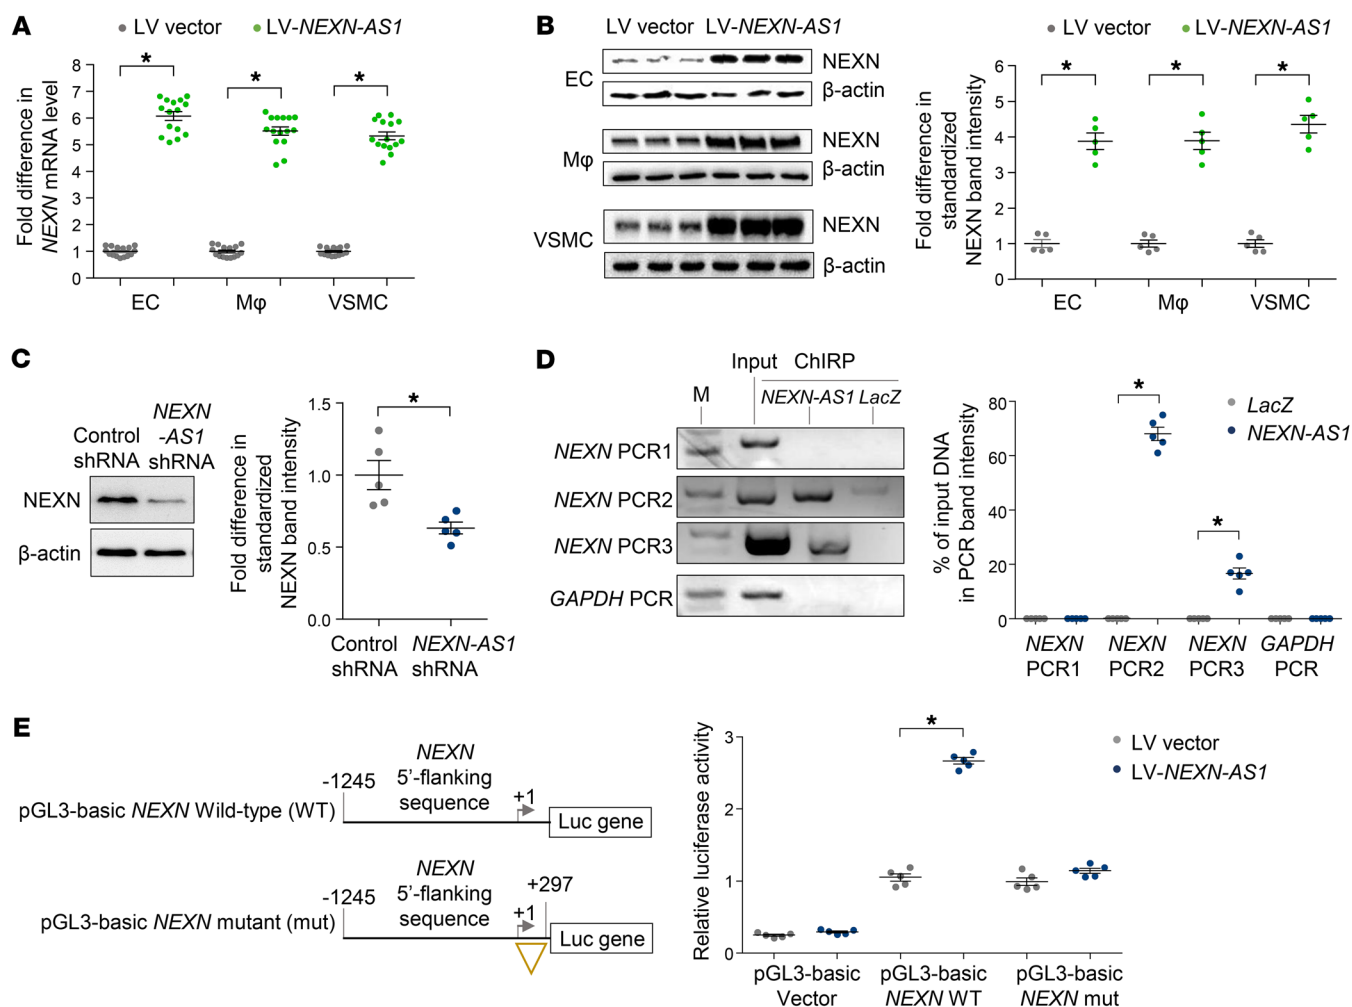 A
LV vector
LV-NEXN-AS1
Fold difference in
NEXN mRNA level
8
7
6
5
4
3
2
1
0
*
*
*
EC
Mφ
VSMC
B
LV vector
LV-NEXN-AS1
EC
NEXN
β-actin
Mφ
NEXN
β-actin
VSMC
NEXN
β-actin
LV vector
LV-NEXN-AS1
Fold difference in
standardized
NEXN band intensity
6
5
4
3
2
1
0
*
*
*
EC
Mφ
VSMC
C
Control
shRNA
NEXN
-AS1
shRNA
NEXN
β-actin
Fold difference in
standardized
NEXN band intensity
1.5
1.0
0.5
0.0
*
Control
shRNA
NEXN-AS1
shRNA
D
Input
ChIRP
M
NEXN-AS1
LacZ
NEXN PCR1
NEXN PCR2
NEXN PCR3
GAPDH PCR
% of input DNA
in PCR band intensity
80
60
40
20
0
*
*
LacZ
NEXN-AS1
NEXN
PCR1
NEXN
PCR2
NEXN
PCR3
GAPDH
PCR
E
pGL3-basic NEXN Wild-type (WT)
-1245
NEXN
5'-flanking
sequence
+1
Luc gene
pGL3-basic NEXN mutant (mut)
-1245
NEXN
5'-flanking
sequence
+1
+297
Luc gene
Relative luciferase activity
3
2
1
0
*
LV vector
LV-NEXN-AS1
pGL3-basic
Vector
pGL3-basic
NEXN WT
pGL3-basic
NEXN mut